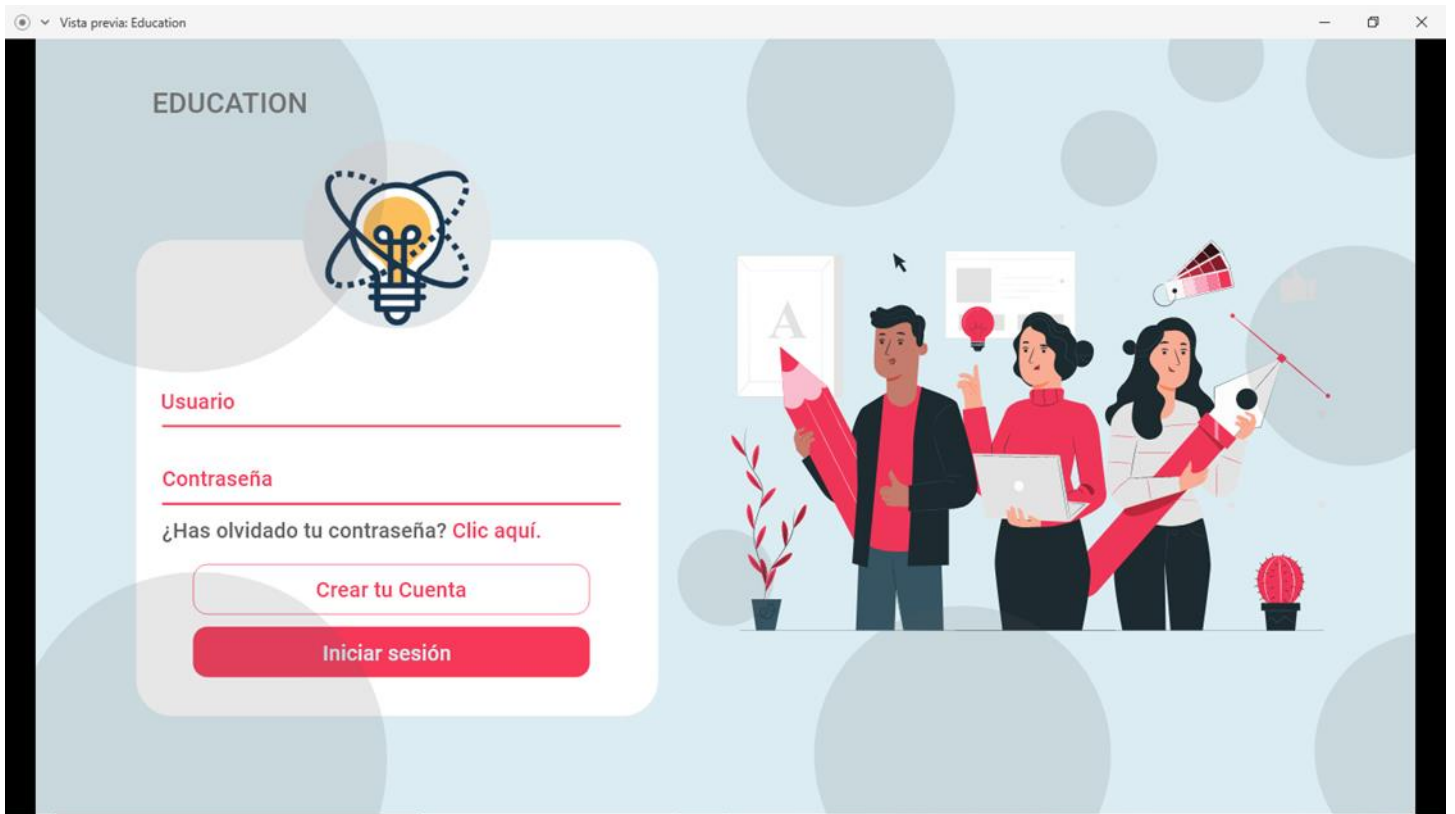 Vista previa: Education
EDUCATION
A
Usuario
Contraseña
¿Has olvidado tu contraseña? Clic aquí.
Crear tu Cuenta
Iniciar sesión